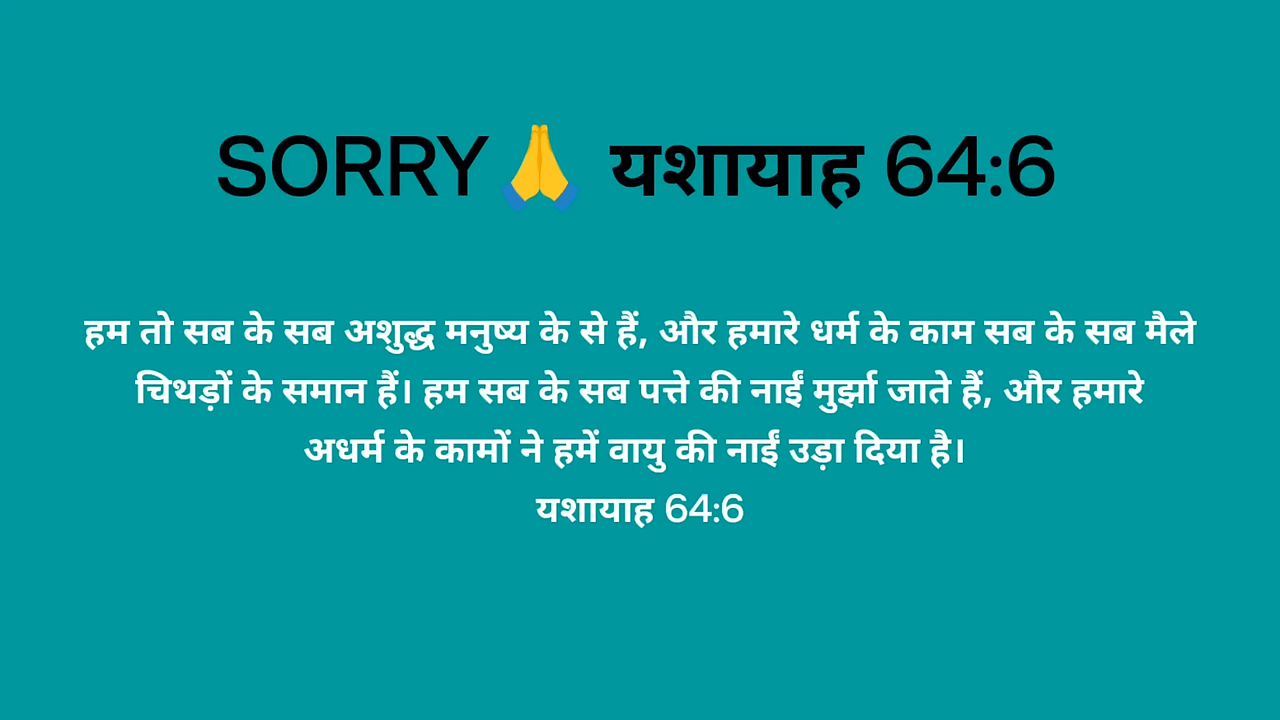 SORRY🙏 यशायाह 64:6
हम तो सब के सब अशुद्ध मनुष्य के से हैं, और हमारे धर्म के काम सब के सब मैले
चिथड़ों के समान हैं। हम सब के सब पत्ते की नाईं मुर्झा जाते हैं, और हमारे
अधर्म के कामों ने हमें वायु की नाईं उड़ा दिया है।
यशायाह 64:6